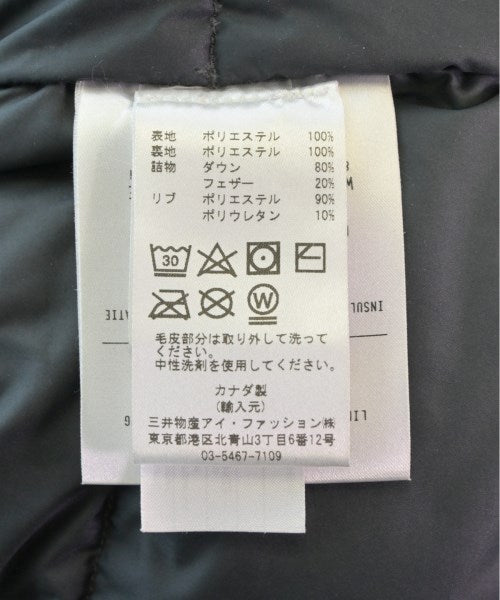 表地 ポリエステル 100%
裏地 ポリエステル 100%
詰物 ダウン 80%
フェザー 20%
リブ ポリエステル 90%
ポリウレタン 10%
30
W
毛皮部分は取り外して洗って
ください。
中性洗剤を使用してください。
カナダ製
(輸入元)
三井物産アイ・ファッション㈱
東京都港区北青山3丁目6番12号
03-5467-7109
INSUL
ATIE